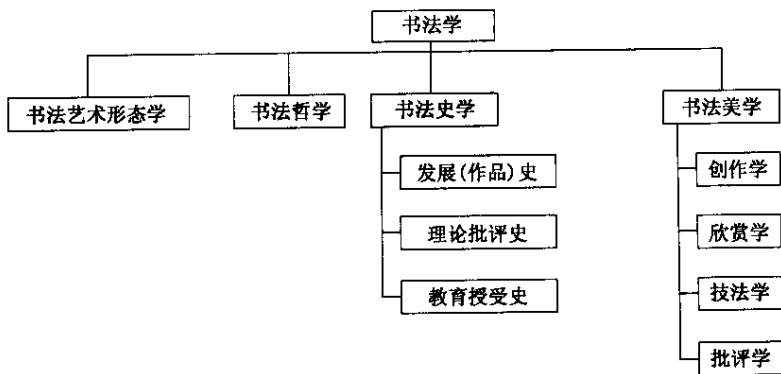 书法学
书法艺术形态学
书法哲学
书法史学
书法美学
发展(作品)史
理论批评史
教育授受史
创作学
欣赏学
技法学
批评学